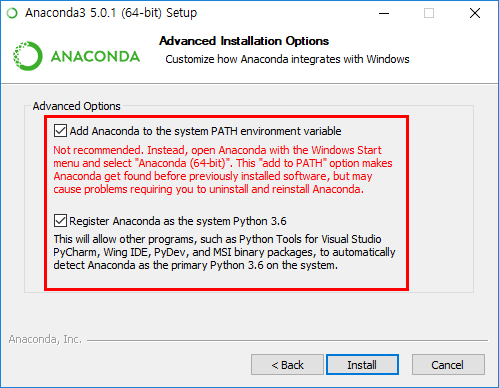 Anaconda3 5.0.1 (64-bit) Setup
Advanced Installation Options
Customize how Anaconda integrates with Windows
ANACONDA
Advanced Options
Add Anaconda to the system PATH environment variable
Not recommended. Instead, open Anaconda with the Windows Start
menu and select "Anaconda (64-bit)". This "add to PATH" option makes
Anaconda get found before previously installed software, but may
cause problems requiring you to uninstall and reinstall Anaconda.
Register Anaconda as the system Python 3.6
This will allow other programs, such as Python Tools for Visual Studio
PyCharm, Wing IDE, PyDev, and MSI binary packages, to automatically
detect Anaconda as the primary Python 3.6 on the system.
Anaconda, Inc.
< Back
Install
Cancel